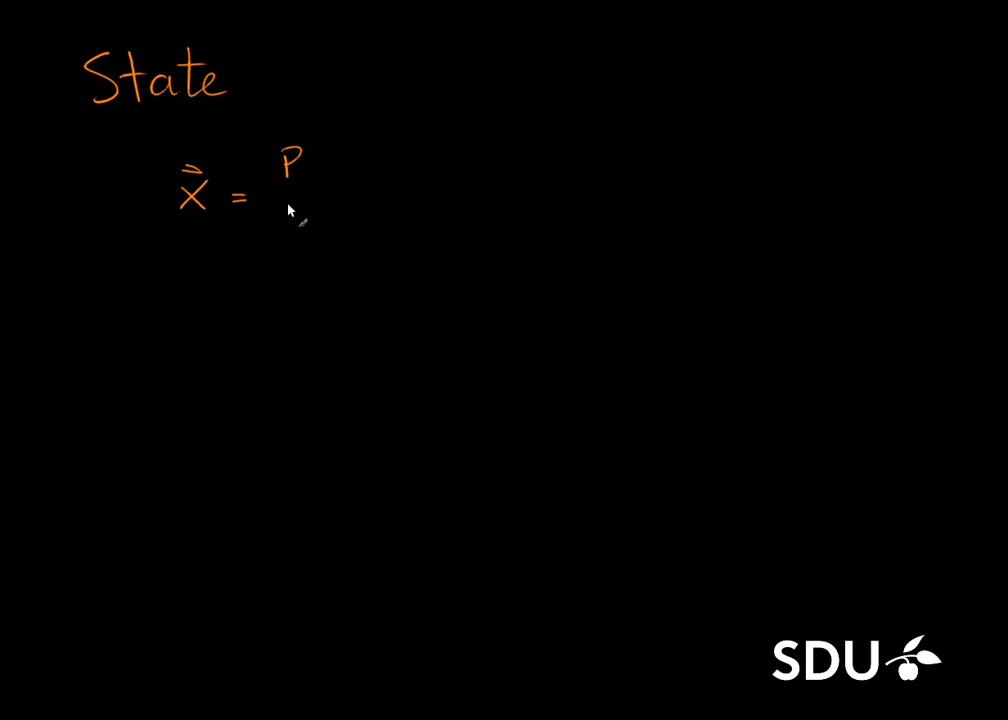 State
P
x⃗ =
SDU